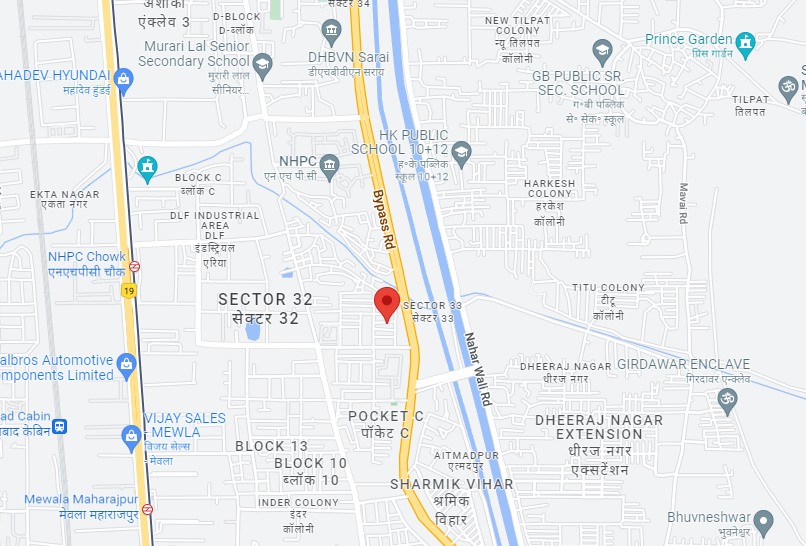 अशोका
एंक्लेव 3
सेक्टर 34
D-BLOCK
D-ब्लॉक
NEW TILPAT
COLONY
न्यू तिलपत
कॉलोनी
Prince Garden
प्रिंस गार्डन
Murari Lal Senior
Secondary School
मुरारी लाल
सीनियर...
DHBVN Sarai
डीएचबीवीएन सराय
GB PUBLIC SR.
SEC. SCHOOL
ग॰बी पब्लिक
से॰ सेक॰ स्कूल
AHADEV HYUNDAI
महादेव हुंडई
TILPAT
तिलपत
HK PUBLIC
SCHOOL 10+12
ह॰के पब्लिक
स्कूल 10+12
NHPC
एन एच पी सी
BLOCK C
ब्लॉक C
EKTA NAGAR
एकता नगर
HARKESH
COLONY
हरकेश
कॉलोनी
Mavai Rd
Bypass Rd
DLF INDUSTRIAL
AREA
DLF
इंडस्ट्रियल
एरिया
NHPC Chowk
एनएचपीसी चौक
19
SECTOR 32
सेक्टर 32
SECTOR 33
सेक्टर 33
TITU COLONY
टीटू
कॉलोनी
Nahar Wali Rd
albros Automotive
mponents Limited
DHEERAJ NAGAR
धीरज नगर
GIRDAWAR ENCLAVE
गिरदावर एन्क्लेव
ad Cabin
बाद केबिन
VIJAY SALES
- MEWLA
विजय सेल्स
- मेवला
POCKET C
पॉकेट C
DHEERAJ NAGAR
EXTENSION
धीरज नगर
एक्सटेंशन
BLOCK 13
BLOCK 10
ब्लॉक 10
AITMADPUR
एत्मदपुर
SHARMIK VIHAR
श्रमिक
विहार
Mewala Maharajpur
मेवला महाराजपुर
INDER COLONY
इंदर
कॉलोनी
Bhuvneshwar
भुवनेश्वर